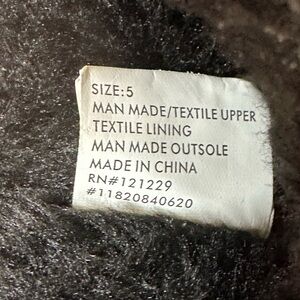 SIZE:5
MAN MADE/TEXTILE UPPER
TEXTILE LINING
MAN MADE OUTSOLE
MADE IN CHINA
RN#121229
#11820840620